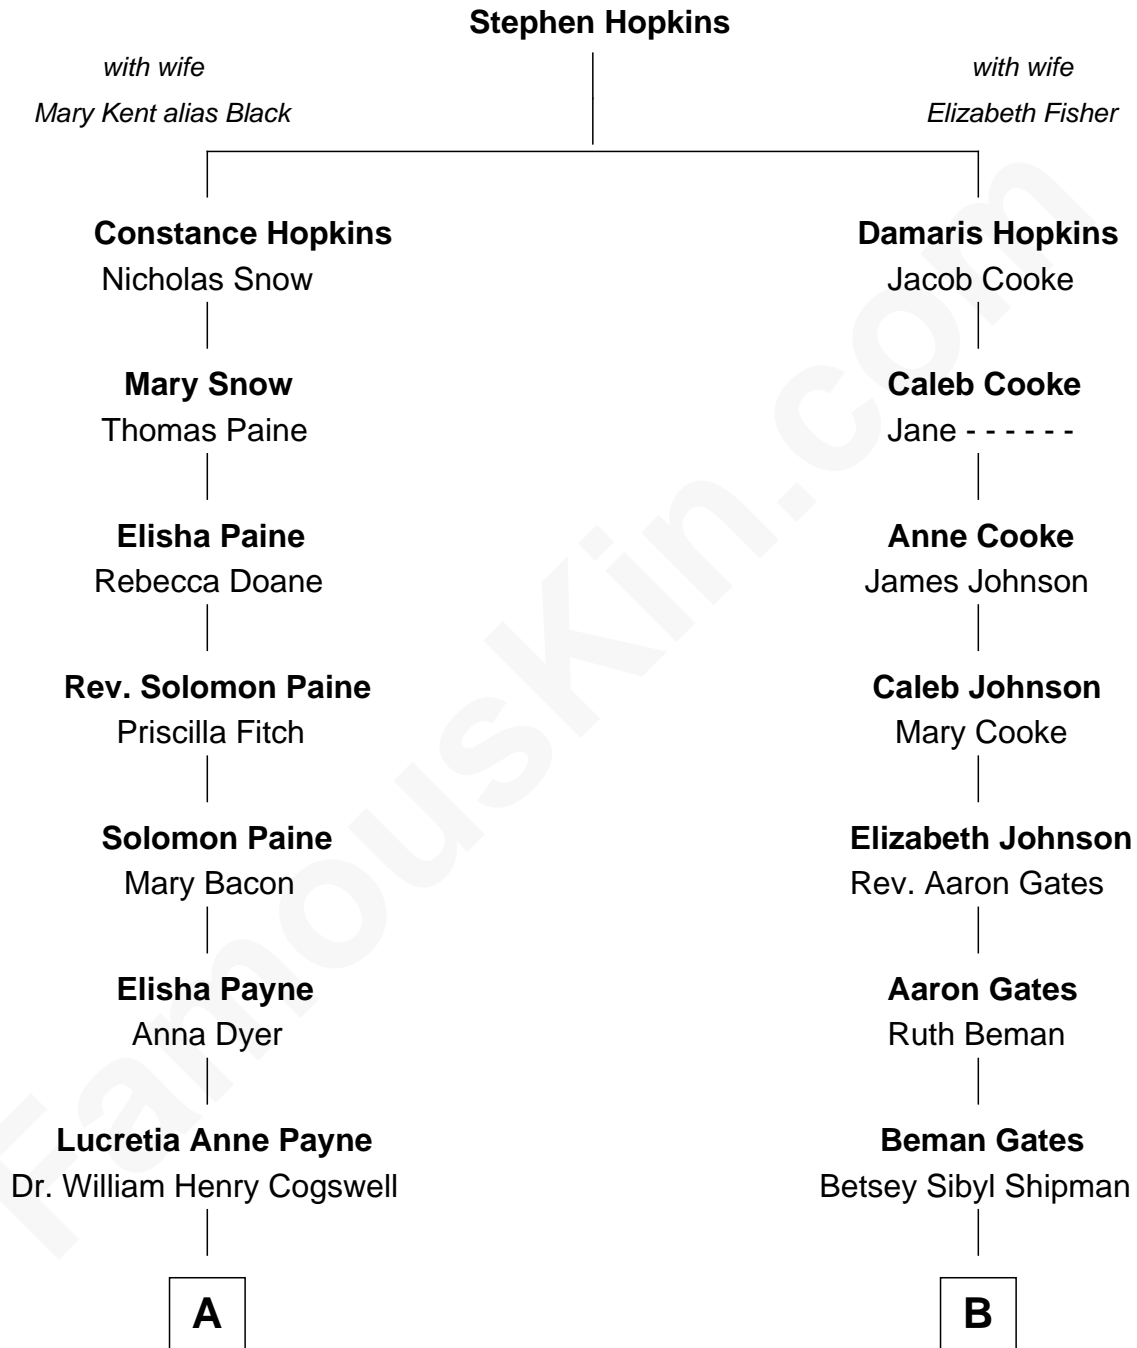 Stephen Hopkins
with wife
Mary Kent alias Black
with wife
Elizabeth Fisher
Constance Hopkins
Nicholas Snow
Damaris Hopkins
Jacob Cooke
Mary Snow
Thomas Paine
Caleb Cooke
Jane - - - - - -
Elisha Paine
Rebecca Doane
Anne Cooke
James Johnson
Rev. Solomon Paine
Priscilla Fitch
Caleb Johnson
Mary Cooke
Solomon Paine
Mary Bacon
Elizabeth Johnson
Rev. Aaron Gates
Elisha Payne
Anna Dyer
Aaron Gates
Ruth Beman
Lucretia Anne Payne
Dr. William Henry Cogswell
Beman Gates
Betsey Sibyl Shipman
A
B
FamousKin.com